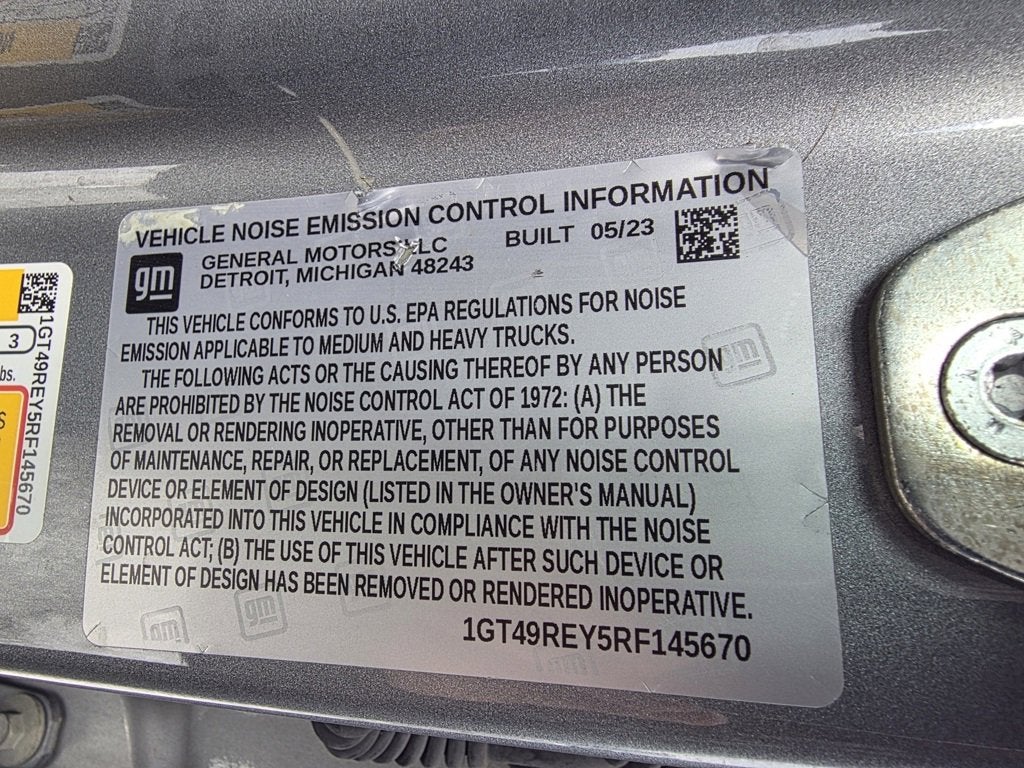 VEHICLE NOISE EMISSION CONTROL INFORMATION
gm
GENERAL MOTORS LLC
DETROIT, MICHIGAN 48243
BUILT 05/23
THIS VEHICLE CONFORMS TO U.S. EPA REGULATIONS FOR NOISE
EMISSION APPLICABLE TO MEDIUM AND HEAVY TRUCKS.
THE FOLLOWING ACTS OR THE CAUSING THEREOF BY ANY PERSON
ARE PROHIBITED BY THE NOISE CONTROL ACT OF 1972: (A) THE
REMOVAL OR RENDERING INOPERATIVE, OTHER THAN FOR PURPOSES
OF MAINTENANCE, REPAIR, OR REPLACEMENT, OF ANY NOISE CONTROL
DEVICE OR ELEMENT OF DESIGN (LISTED IN THE OWNER'S MANUAL)
INCORPORATED INTO THIS VEHICLE IN COMPLIANCE WITH THE NOISE
CONTROL ACT; (B) THE USE OF THIS VEHICLE AFTER SUCH DEVICE OR
ELEMENT OF DESIGN HAS BEEN REMOVED OR RENDERED INOPERATIVE.
1GT49REY5RF145670
3
bs.
1GT49REY5RF145670